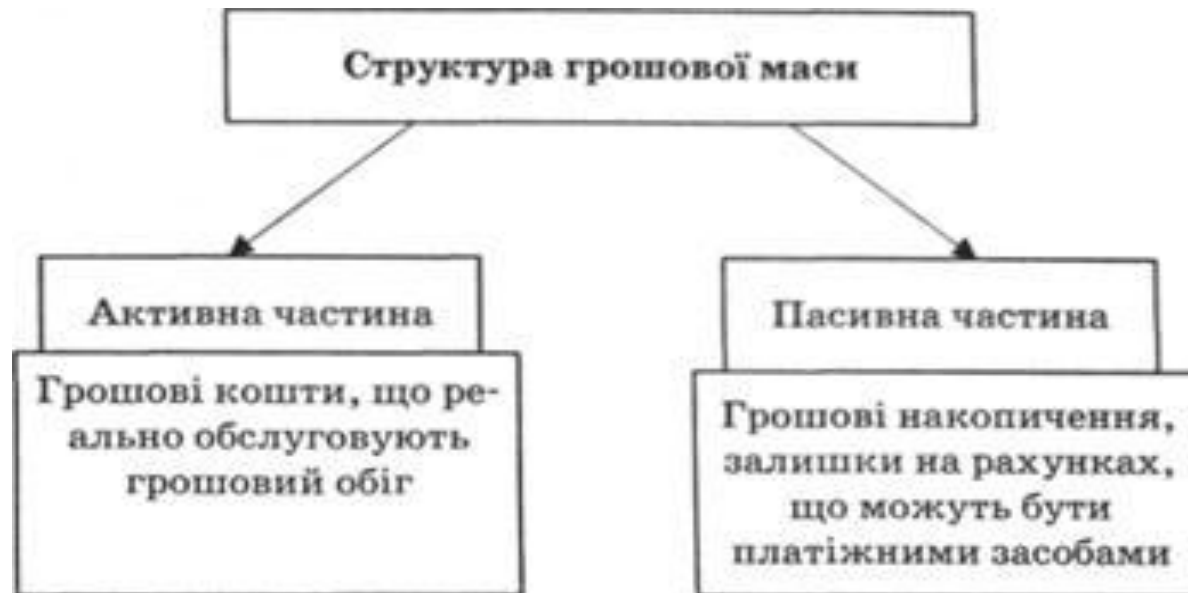 Структура грошової маси
Активна частина
Грошові кошти, що ре-
ально обслуговують
грошовий обіг
Пасивна частина
Грошові накопичення,
залишки на рахунках,
що можуть бути
платіжними засобами